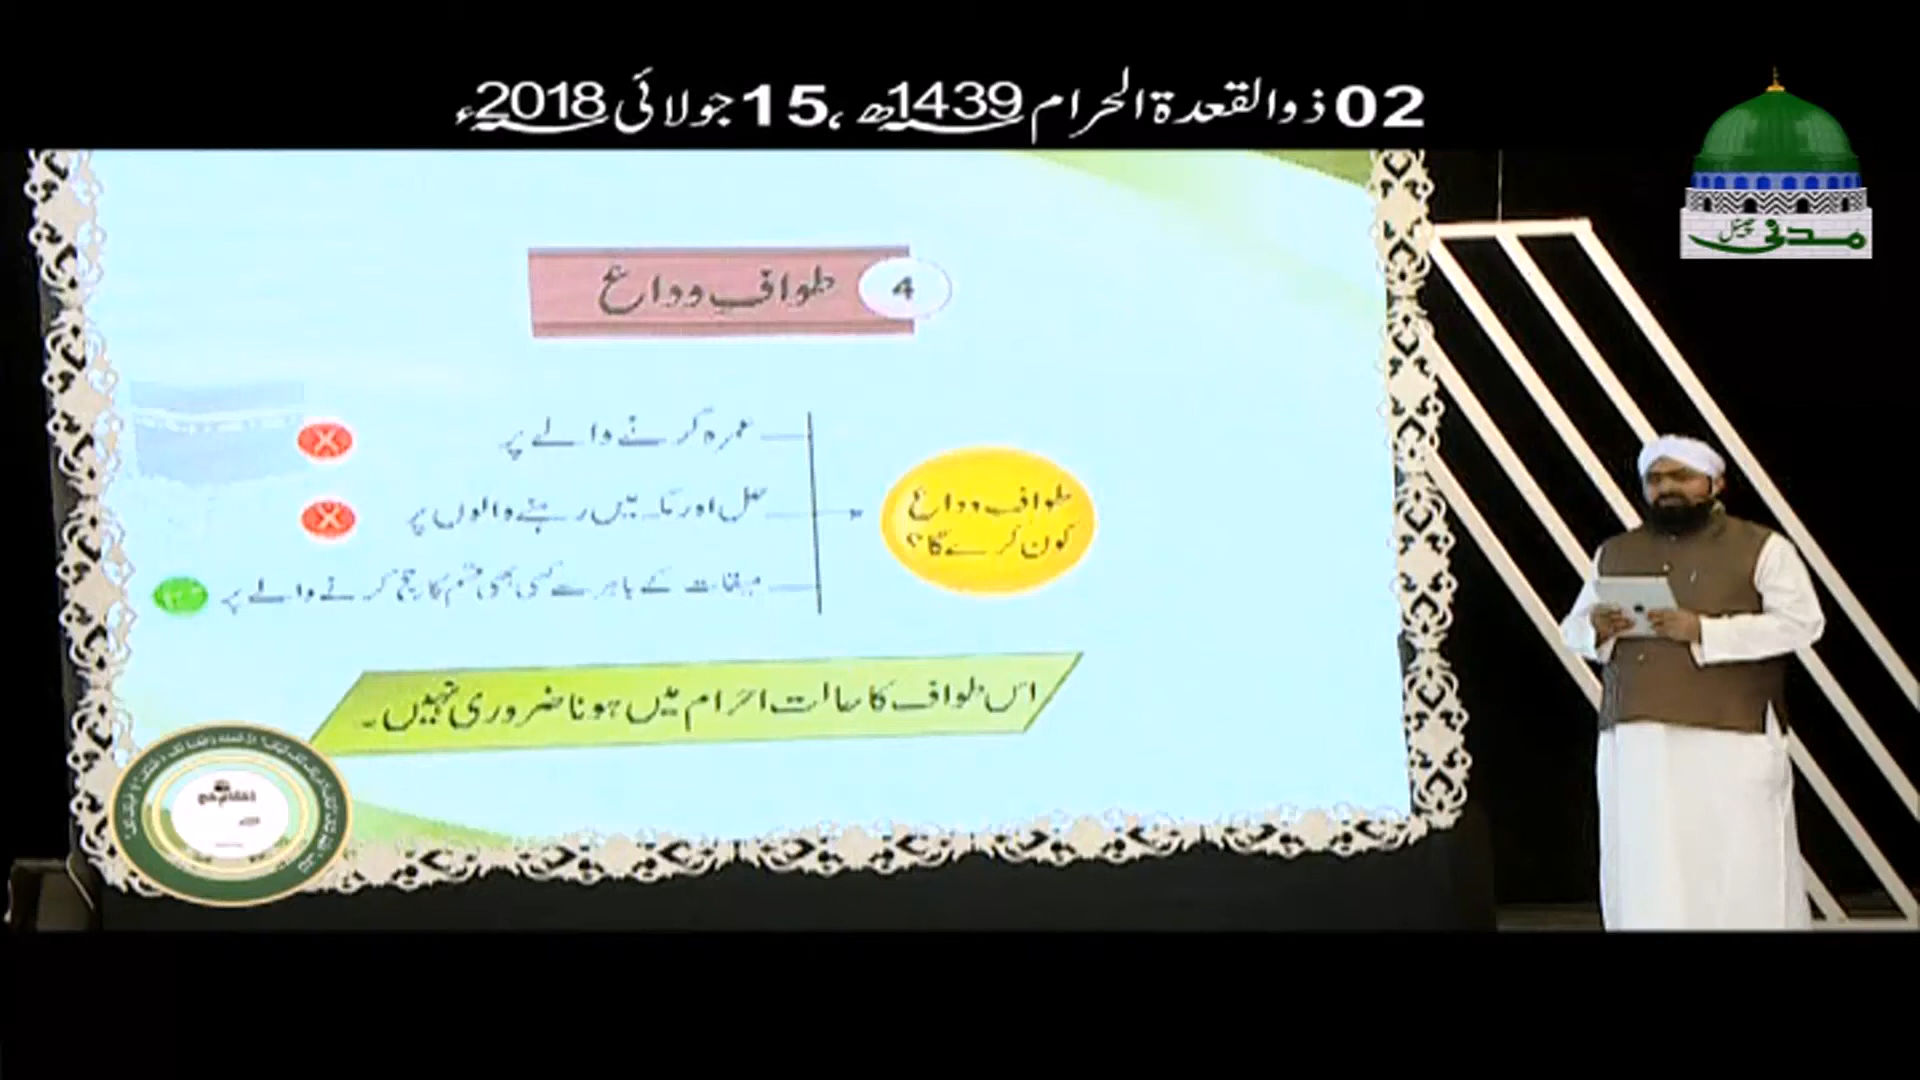 02 ذوالقعدۃ الحرام 1439ھ، 15 جولائی 2018ء
مدنی چینل
4 طوافِ وداع
طوافِ وداع
کون کرے گا؟
عمرہ کرنے والے پر
حل اور مکہ میں رہنے والوں پر
میقات کے باہر سے کسی بھی قسم کا حج کرنے والے پر
اس طواف کا حالت احرام میں ہونا ضروری نہیں۔